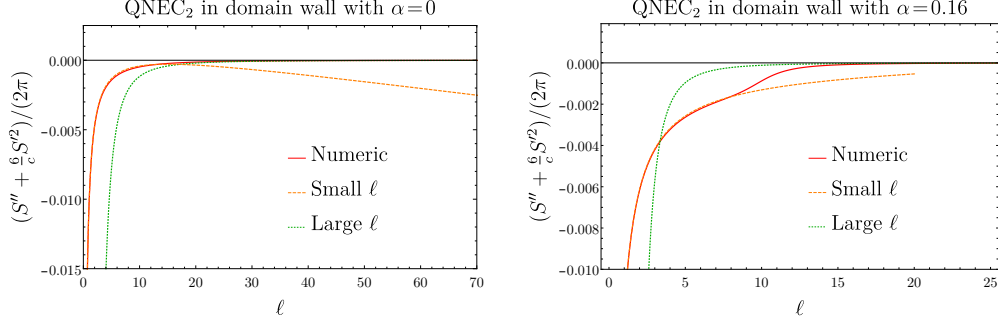 QNEC₂ in domain wall with α=0
(S″ + 6/c S′²)/(2π)
0.000
−0.005
−0.010
−0.015
Numeric
Small ℓ
Large ℓ
0 10 20 30 40 50 60 70
ℓ
QNEC₂ in domain wall with α=0.16
(S″ + 6/c S′²)/(2π)
0.000
−0.002
−0.004
−0.006
−0.008
−0.010
Numeric
Small ℓ
Large ℓ
0 5 10 15 20 25
ℓ